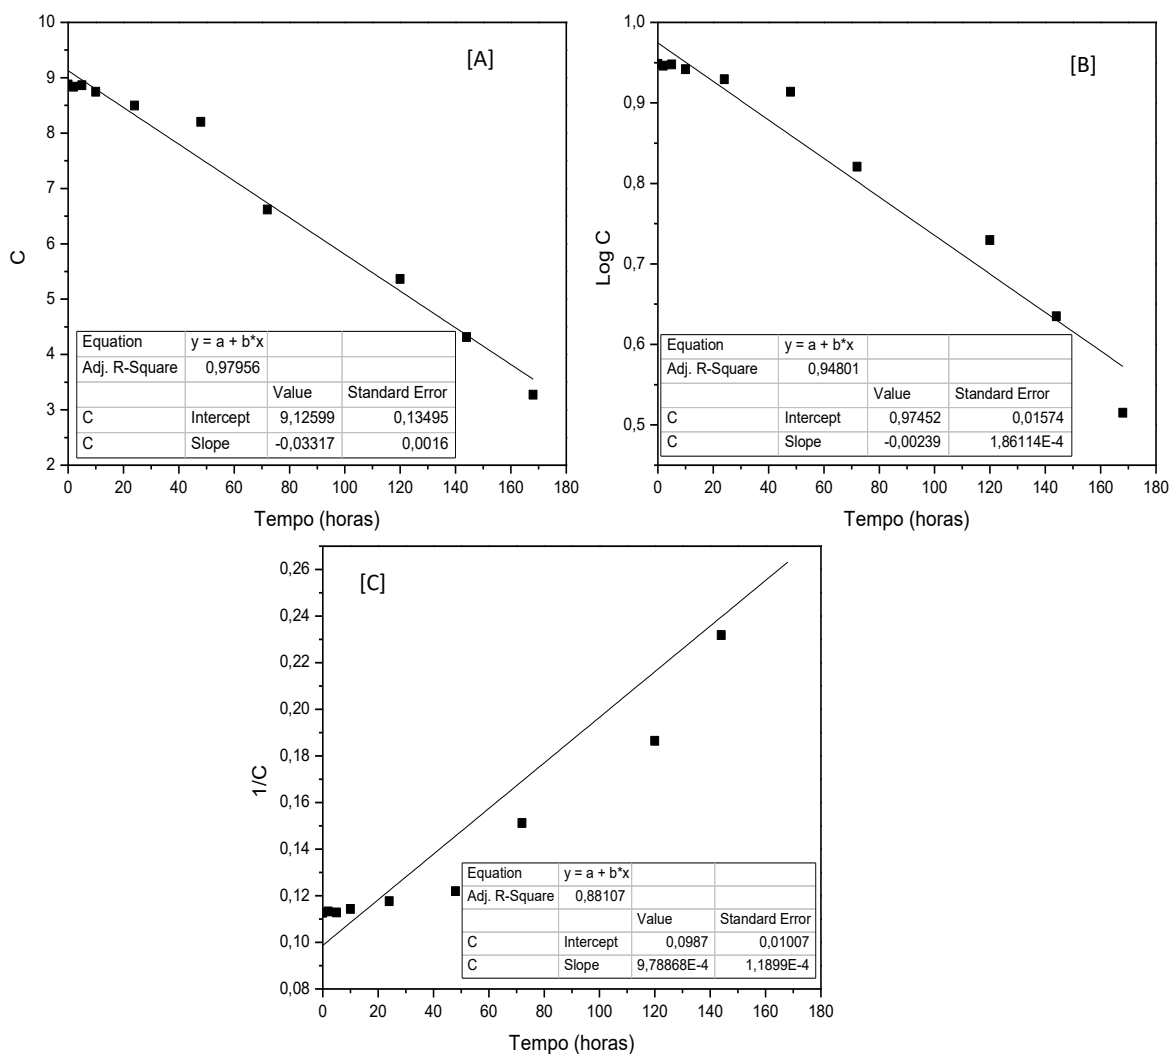 [A]
10
9
8
7
6
5
4
3
2
C
Equation y = a + b*x
Adj. R-Square 0,97956
Value Standard Error
C Intercept 9,12599 0,13495
C Slope -0,03317 0,0016
0 20 40 60 80 100 120 140 160 180
Tempo (horas)
[B]
1,0
0,9
0,8
0,7
0,6
0,5
Log C
Equation y = a + b*x
Adj. R-Square 0,94801
Value Standard Error
C Intercept 0,97452 0,01574
C Slope -0,00239 1,86114E-4
0 20 40 60 80 100 120 140 160 180
Tempo (horas)
[C]
0,26
0,24
0,22
0,20
0,18
0,16
0,14
0,12
0,10
0,08
1/C
Equation y = a + b*x
Adj. R-Square 0,88107
Value Standard Error
C Intercept 0,0987 0,01007
C Slope 9,78868E-4 1,1899E-4
0 20 40 60 80 100 120 140 160 180
Tempo (horas)